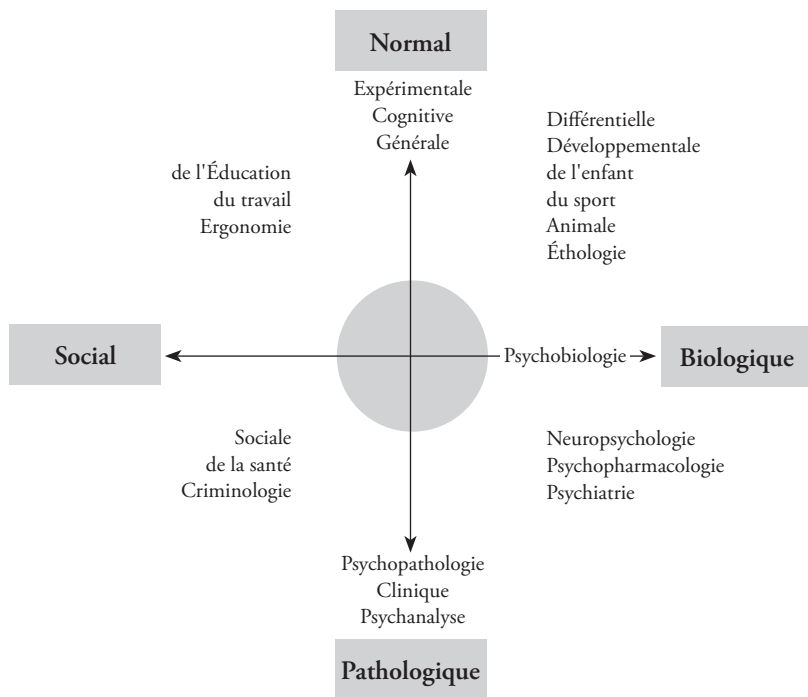 Normal
Expérimentale
Cognitive
Générale
de l'Éducation
du travail
Ergonomie
Différentielle
Développementale
de l'enfant
du sport
Animale
Éthologie
Social
Psychobiologie
Biologique
Sociale
de la santé
Criminologie
Neuropsychologie
Psychopharmacologie
Psychiatrie
Psychopathologie
Clinique
Psychanalyse
Pathologique